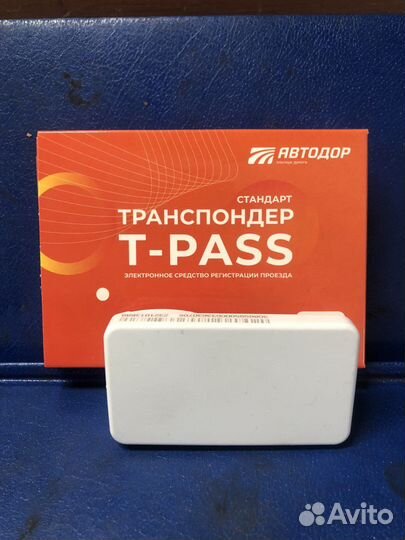 АВТОДОР
СТАНДАРТ
ТРАНСПОНДЕР
T-PASS
ЭЛЕКТРОННОЕ СРЕДСТВО РЕГИСТРАЦИИ ПРОЕЗДА
Avito